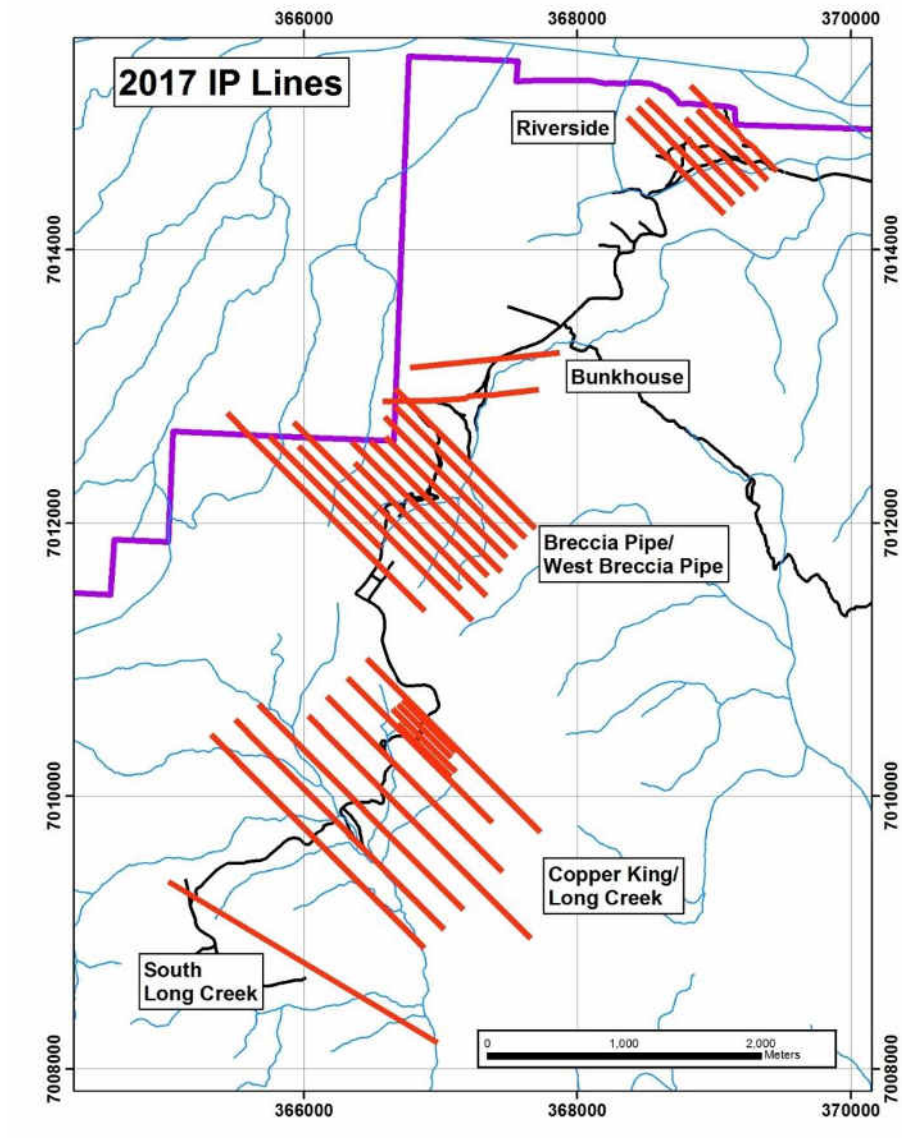 366000
368000
370000
2017 IP Lines
Riverside
7014000
7014000
Bunkhouse
7012000
7012000
Breccia Pipe/
West Breccia Pipe
7010000
7010000
Copper King/
Long Creek
South
Long Creek
0
1,000
2,000
Meters
7008000
7008000
366000
368000
370000